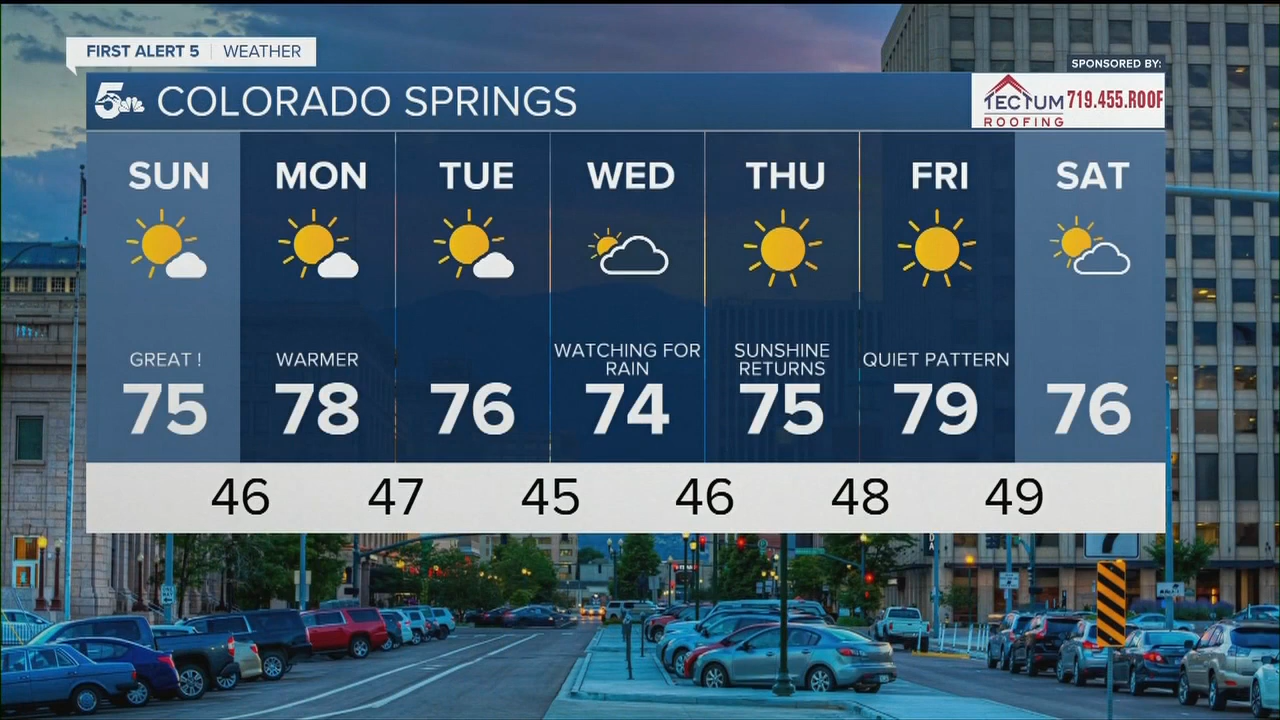 FIRST ALERT 5 | WEATHER
SPONSORED BY:
5 COLORADO SPRINGS
TECTUM
ROOFING
719.455.ROOF
SUN MON TUE WED THU FRI SAT
GREAT !
WARMER
WATCHING FOR
RAIN
SUNSHINE
RETURNS
QUIET PATTERN
75 78 76 74 75 79 76
46 47 45 46 48 49